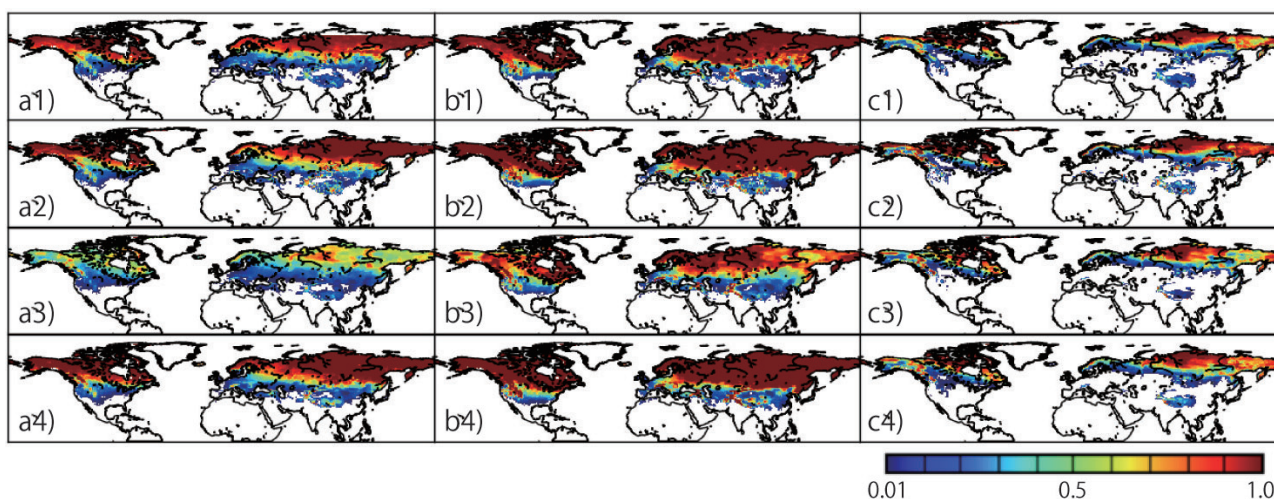 a1) b1) c1)
a2) b2) c2)
a3) b3) c3)
a4) b4) c4)
0.01 0.5 1.0